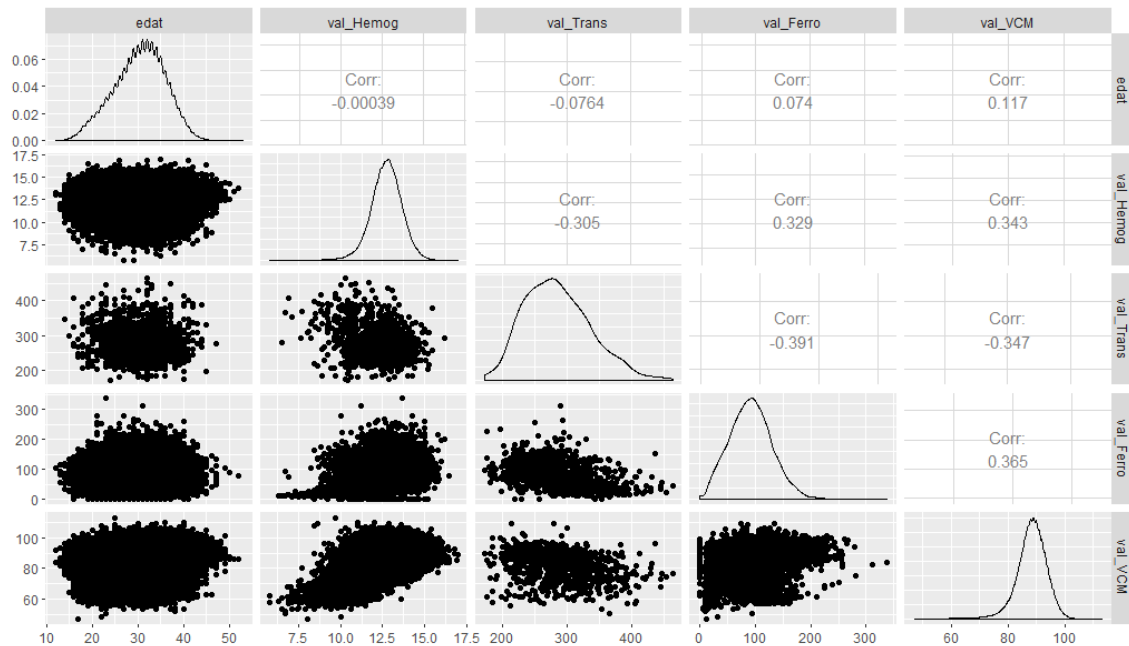 edat val_Hemog val_Trans val_Ferro val_VCM
0.06
0.04
0.02
0.00
Corr:
-0.00039
Corr:
-0.0764
Corr:
0.074
Corr:
0.117
edat
17.5
15.0
12.5
10.0
7.5
Corr:
-0.305
Corr:
0.329
Corr:
0.343
val_Hemog
400
300
200
Corr:
-0.391
Corr:
-0.347
val_Trans
300
200
100
0
Corr:
0.365
val_Ferro
100
80
60
val_VCM
10 20 30 40 50 7.5 10.0 12.5 15.0 17.5 200 300 400 0 100 200 300 60 80 100